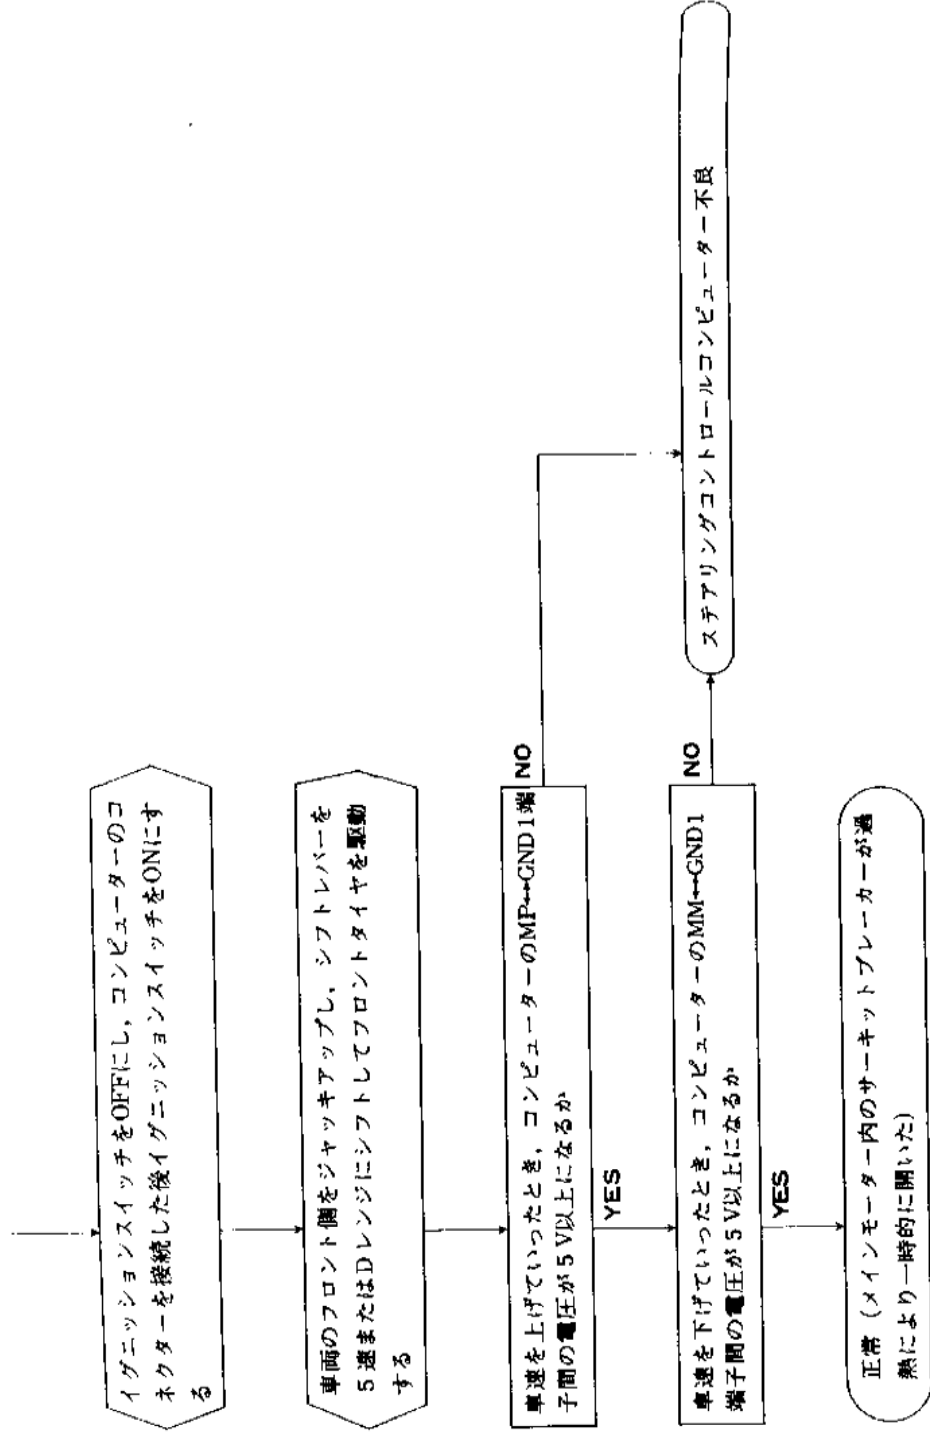 イグニッションスイッチをOFFにし，コンピューターのコ
ネクターを接続した後イグニッションスイッチをONにす
る
車両のフロント側をジャッキアップし，シフトレバーを
5速またはDレンジにシフトしてフロントタイヤを駆動
する
車速を上げていったとき，コンピューターのMP↔GND1端
子間の電圧が5V以上になるか
NO
YES
車速を下げていったとき，コンピューターのMM↔GND1
端子間の電圧が5V以上になるか
NO
YES
ステアリングコントロールコンピューター不良
正常（メインモーター内のサーキットブレーカーが過
熱により一時的に開いた）